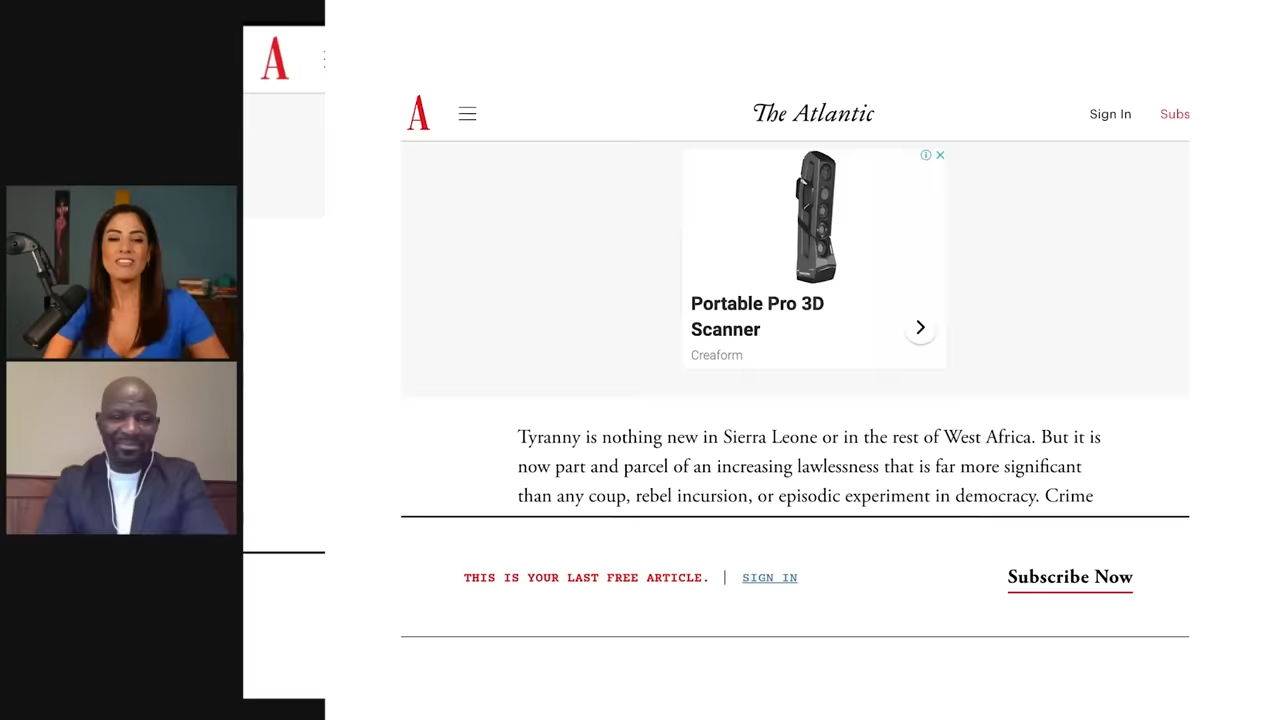 A
A
The Atlantic
Sign In
Subs
Portable Pro 3D
Scanner
Creaform
Tyranny is nothing new in Sierra Leone or in the rest of West Africa. But it is
now part and parcel of an increasing lawlessness that is far more significant
than any coup, rebel incursion, or episodic experiment in democracy. Crime
THIS IS YOUR LAST FREE ARTICLE. | SIGN IN
Subscribe Now